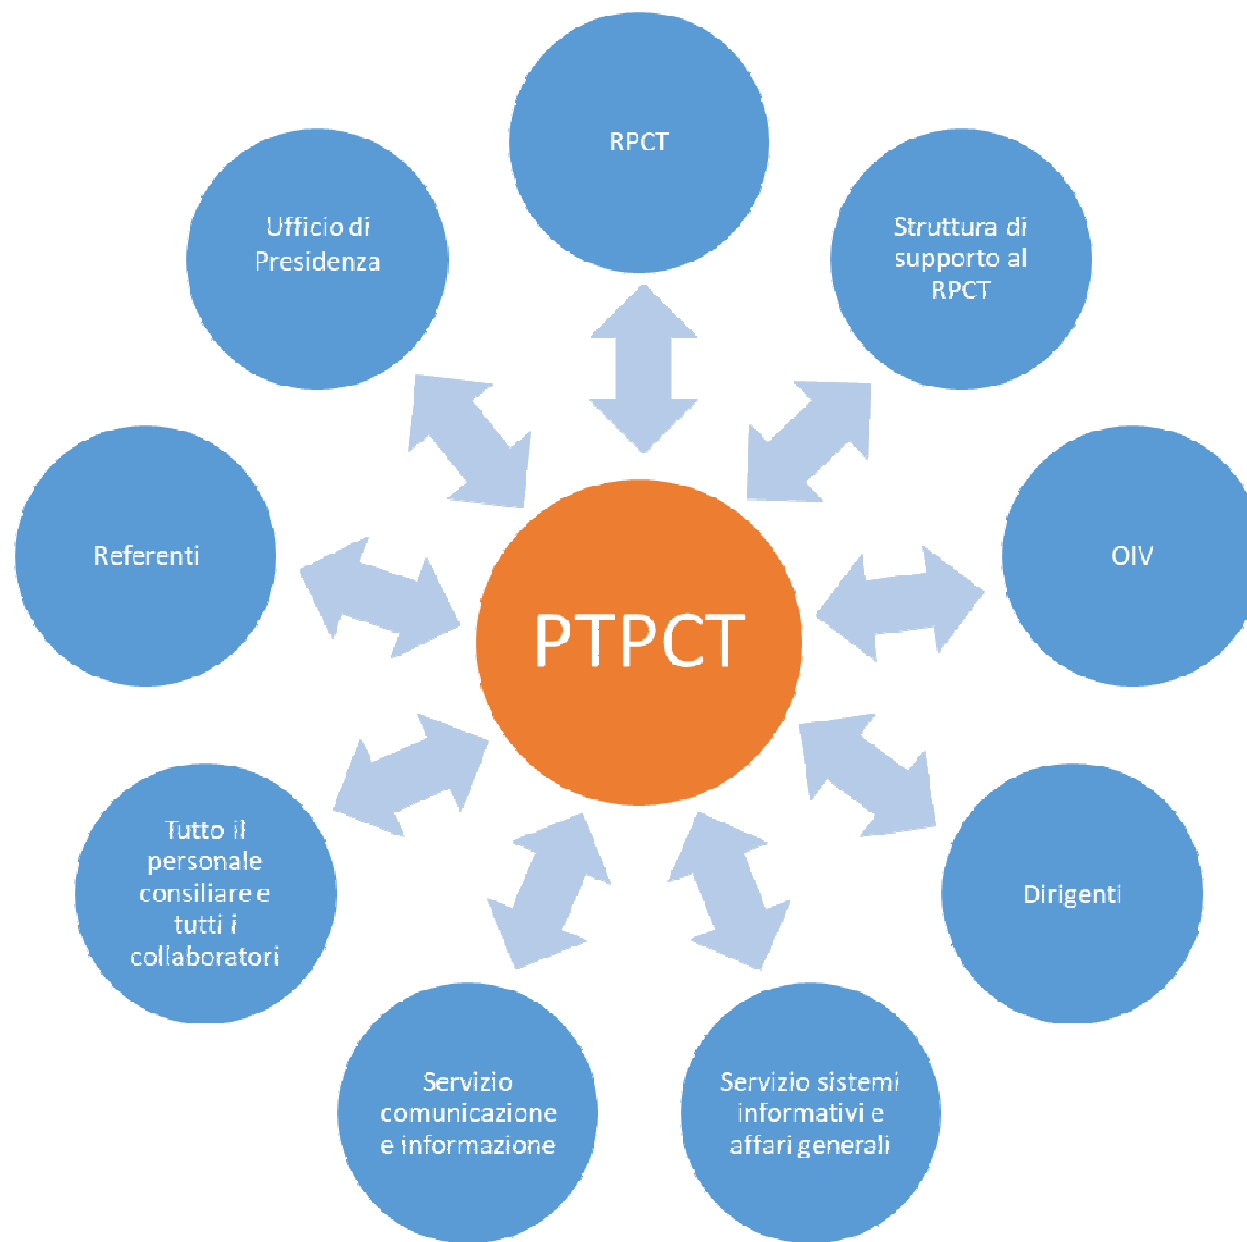 RPCT
Ufficio di
Presidenza
Struttura di
supporto al
RPCT
Referenti
OIV
PTPCT
Tutto il
personale
consiliare e
tutti i
collaboratori
Dirigenti
Servizio
comunicazione
e informazione
Servizio sistemi
informativi e
affari generali